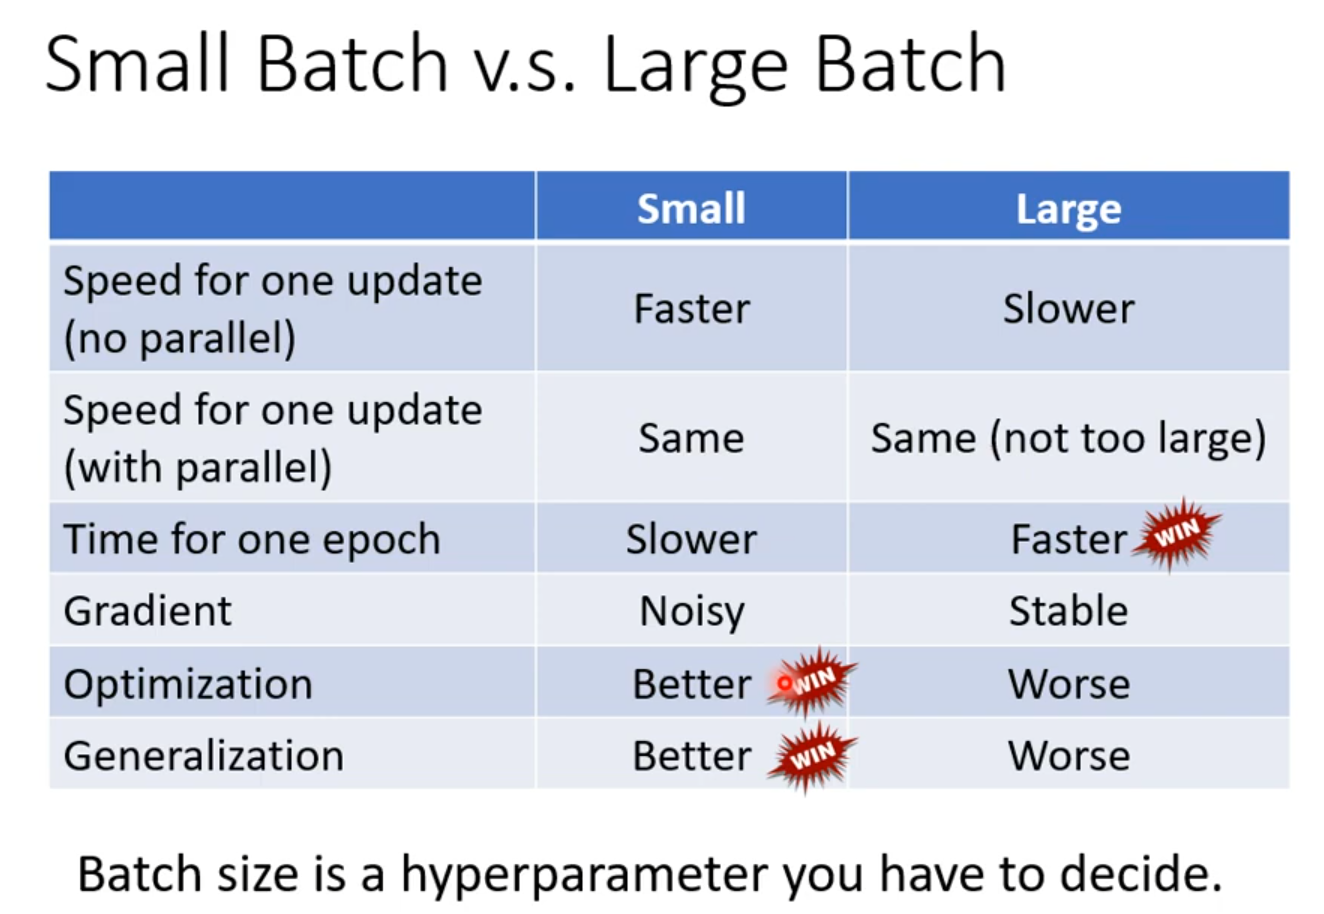 Small Batch v.s. Large Batch
Small Large
Speed for one update
(no parallel) Faster Slower
Speed for one update
(with parallel) Same Same (not too large)
Time for one epoch Slower Faster WIN
Gradient Noisy Stable
Optimization Better WIN Worse
Generalization Better WIN Worse
Batch size is a hyperparameter you have to decide.